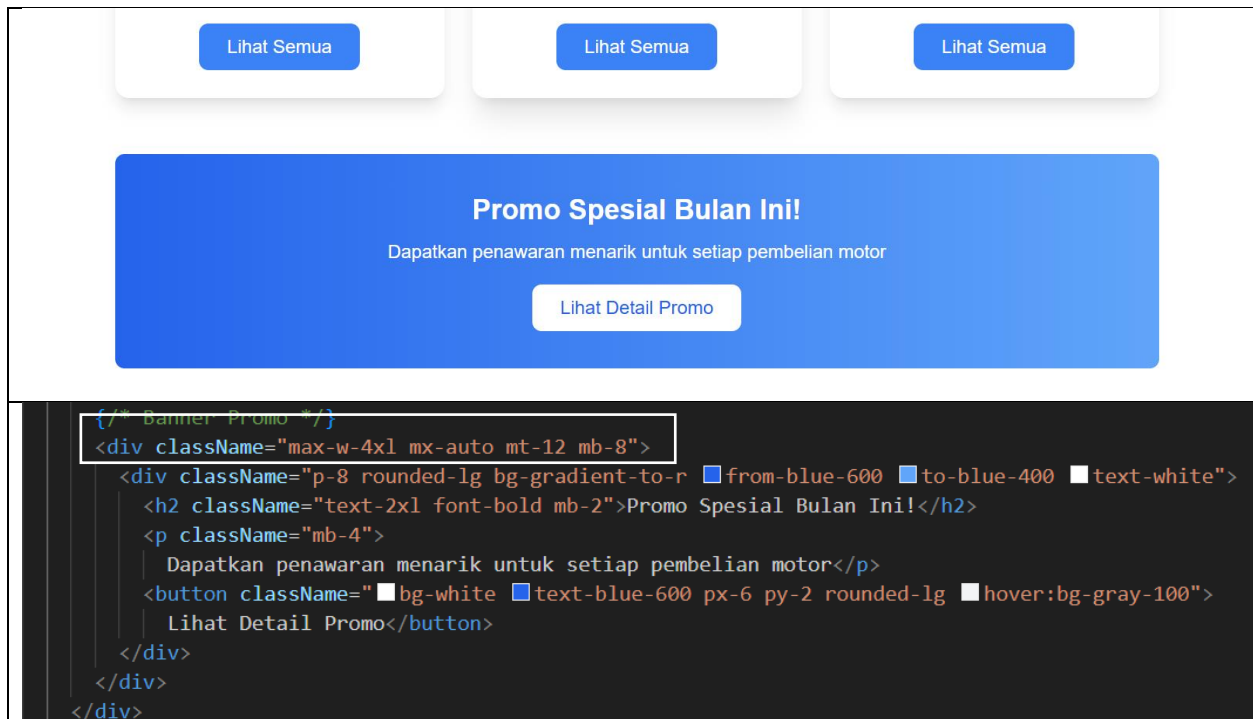 Lihat Semua Lihat Semua Lihat Semua
Promo Spesial Bulan Ini!
Dapatkan penawaran menarik untuk setiap pembelian motor
Lihat Detail Promo
{/* Banner Promo */}
<div className="max-w-4xl mx-auto mt-12 mb-8">
<div className="p-8 rounded-lg bg-gradient-to-r from-blue-600 to-blue-400 text-white">
<h2 className="text-2xl font-bold mb-2">Promo Spesial Bulan Ini!</h2>
<p className="mb-4">
Dapatkan penawaran menarik untuk setiap pembelian motor</p>
<button className="bg-white text-blue-600 px-6 py-2 rounded-lg hover:bg-gray-100">
Lihat Detail Promo</button>
</div>
</div>
</div>